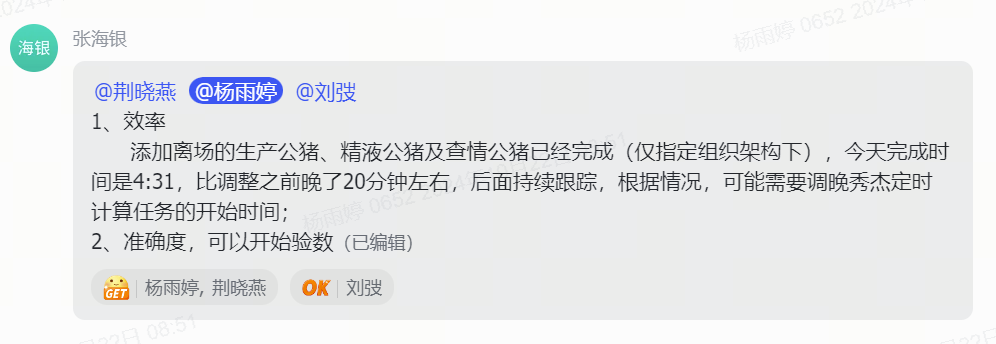 杨雨婷 0652 2024年
海银
张海银
@荆晓燕 @杨雨婷 @刘弢
1、效率
添加离场的生产公猪、精液公猪及查情公猪已经完成（仅指定组织架构下），今天完成时
间是4:31，比调整之前晚了20分钟左右，后面持续跟踪，根据情况，可能需要调晚秀杰定时
计算任务的开始时间；
2、准确度，可以开始验数（已编辑）
GET 杨雨婷, 荆晓燕 OK 刘弢
22日 08:51